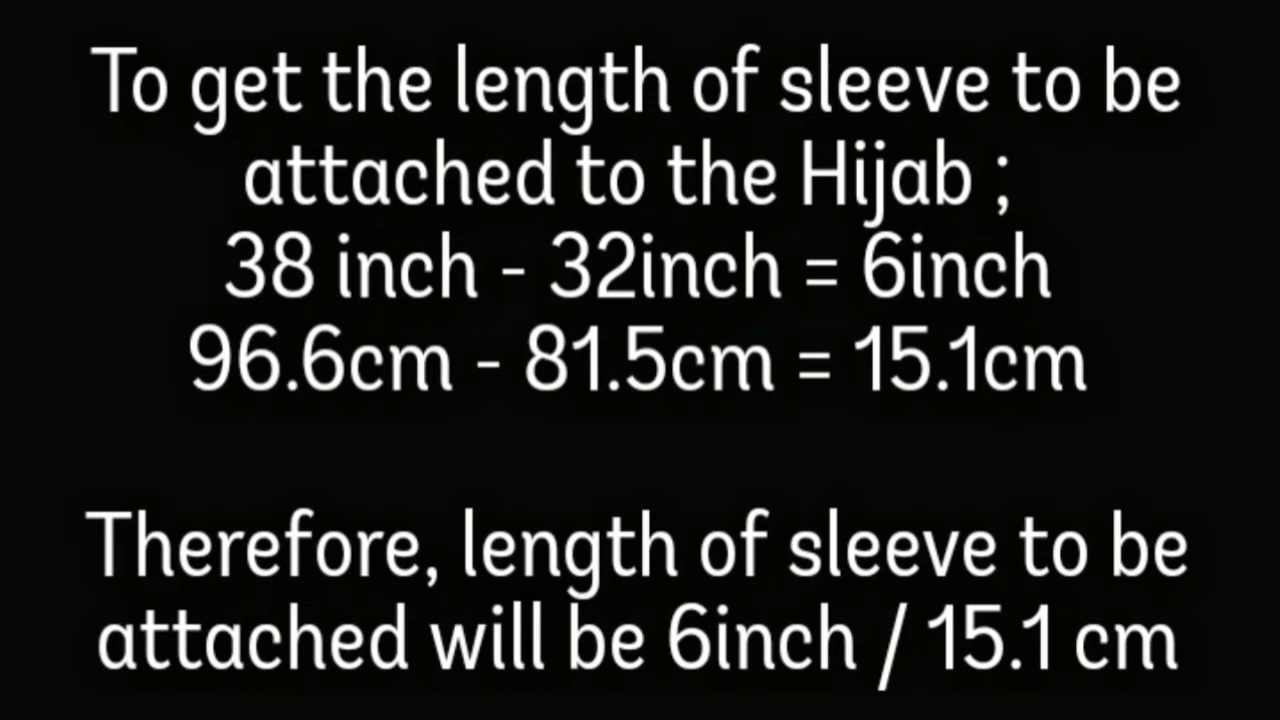 To get the length of sleeve to be
attached to the Hijab ;
38 inch - 32inch = 6inch
96.6cm - 81.5cm = 15.1cm
Therefore, length of sleeve to be
attached will be 6inch / 15.1 cm